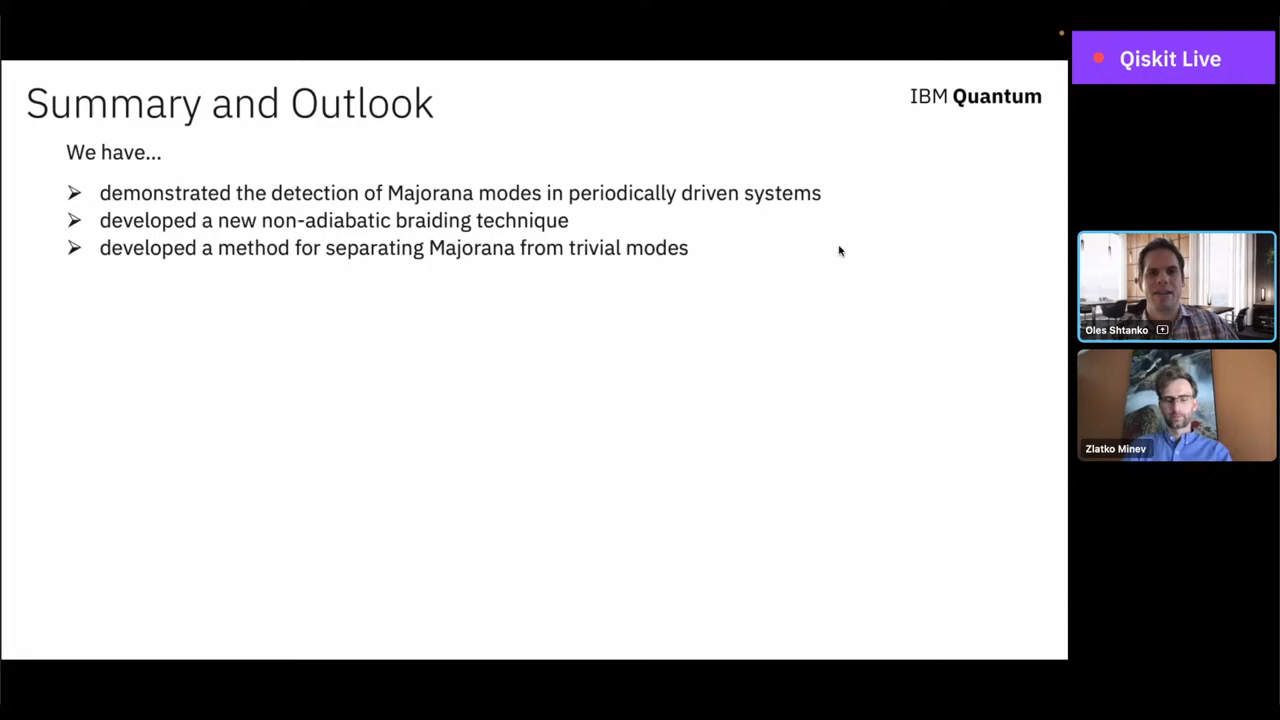 Summary and Outlook
IBM Quantum
We have...
➢ demonstrated the detection of Majorana modes in periodically driven systems
➢ developed a new non-adiabatic braiding technique
➢ developed a method for separating Majorana from trivial modes
Qiskit Live
Oles Shtanko
Zlatko Minev